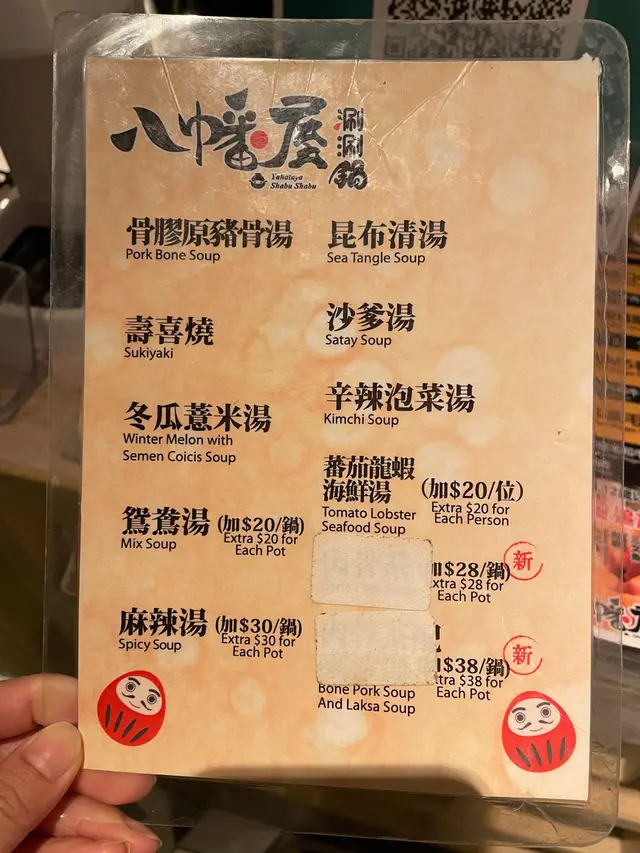 八幡屋
涮涮鍋
Yahataya
Shabu Shabu
骨膠原豬骨湯
Pork Bone Soup
昆布清湯
Sea Tangle Soup
壽喜燒
Sukiyaki
沙爹湯
Satay Soup
冬瓜薏米湯
Winter Melon with
Semen Coicis Soup
辛辣泡菜湯
Kimchi Soup
蕃茄龍蝦
海鮮湯
(加$20/位)
Tomato Lobster
Seafood Soup
Extra $20 for
Each Person
鴛鴦湯 (加$20/鍋)
Mix Soup
Extra $20 for
Each Pot
$28/鍋)
新
xtra $28 for
Each Pot
麻辣湯 (加$30/鍋)
Spicy Soup
Extra $30 for
Each Pot
$38/鍋)
新
tra $38 for
Each Pot
Bone Pork Soup
And Laksa Soup